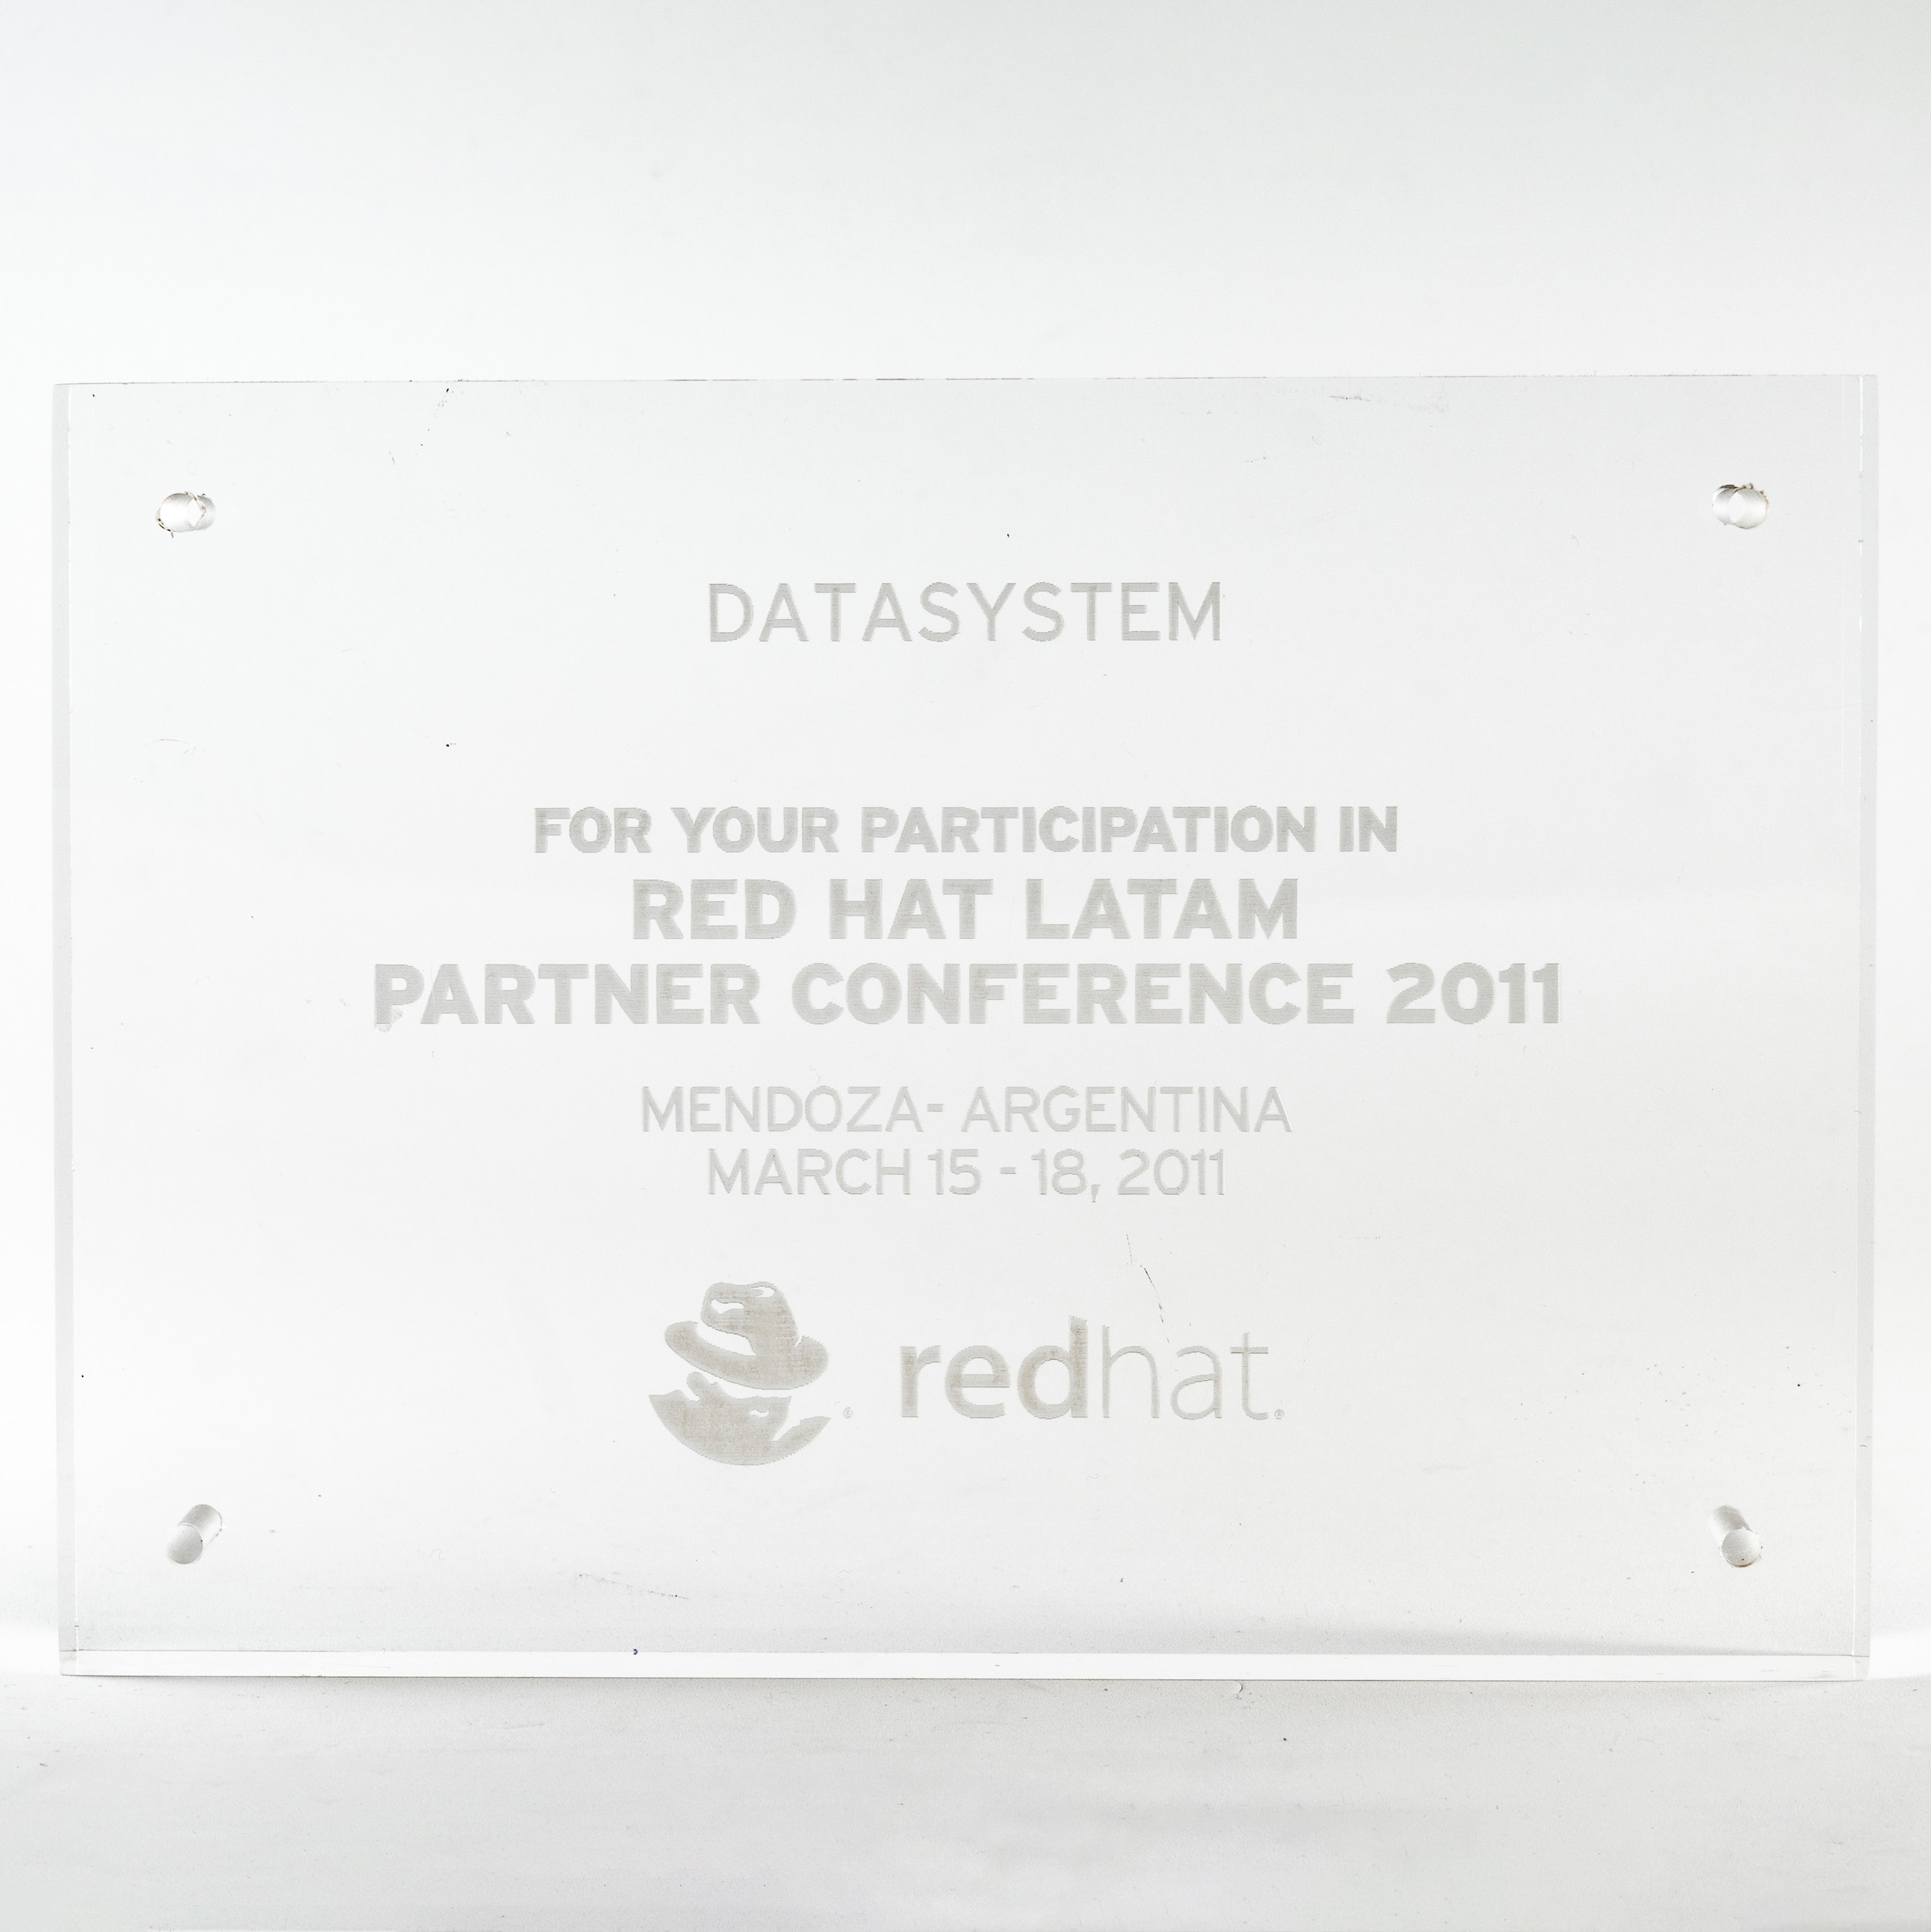 DATASYSTEM
FOR YOUR PARTICIPATION IN
RED HAT LATAM
PARTNER CONFERENCE 2011
MENDOZA- ARGENTINA
MARCH 15 - 18, 2011
® redhat.®